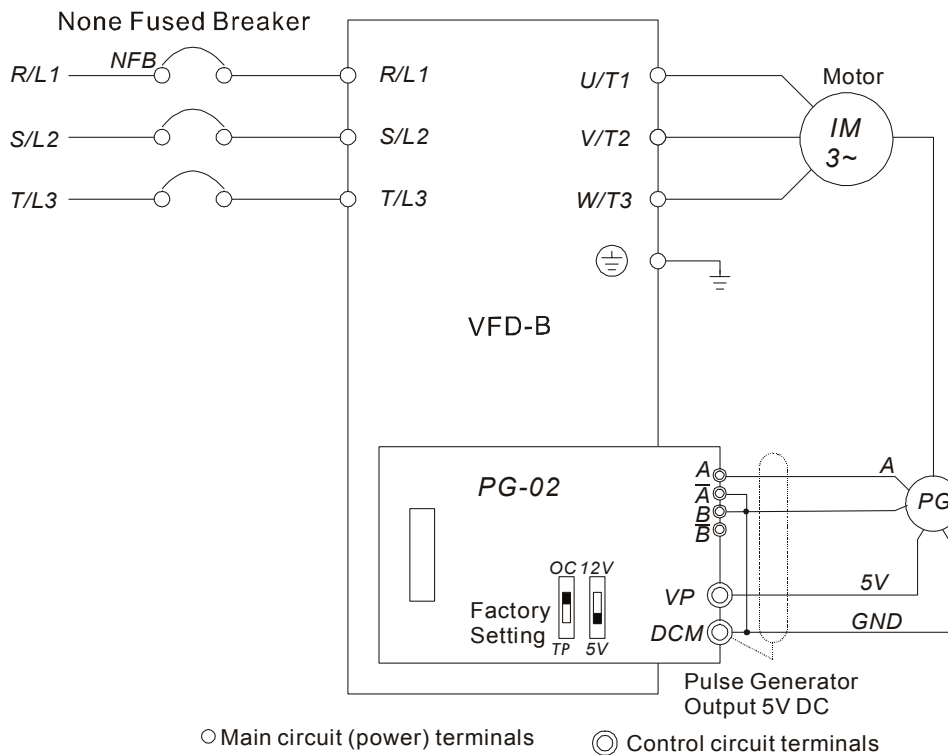 None Fused Breaker
NFB
R/L1
R/L1
U/T1
Motor
S/L2
S/L2
V/T2
IM
3~
T/L3
T/L3
W/T3
VFD-B
PG-02
A
A̅
B
B̅
A
PG
OC 12V
VP
5V
Factory
Setting
TP 5V
DCM
GND
Pulse Generator
Output 5V DC
Main circuit (power) terminals
Control circuit terminals